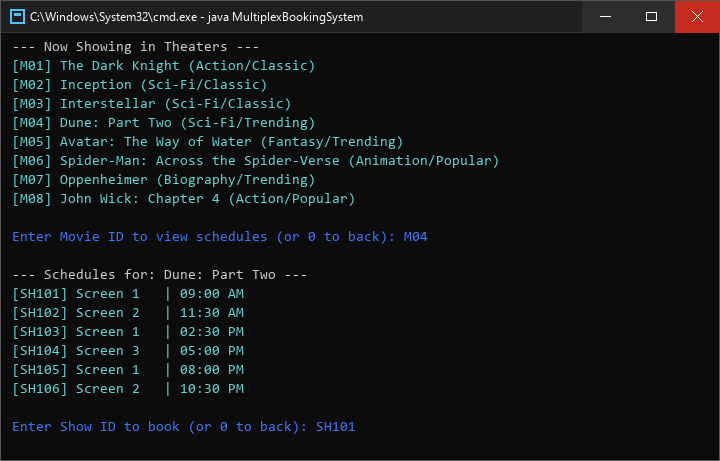 C:\Windows\System32\cmd.exe - java MultiplexBookingSystem
--- Now Showing in Theaters ---
[M01] The Dark Knight (Action/Classic)
[M02] Inception (Sci-Fi/Classic)
[M03] Interstellar (Sci-Fi/Classic)
[M04] Dune: Part Two (Sci-Fi/Trending)
[M05] Avatar: The Way of Water (Fantasy/Trending)
[M06] Spider-Man: Across the Spider-Verse (Animation/Popular)
[M07] Oppenheimer (Biography/Trending)
[M08] John Wick: Chapter 4 (Action/Popular)
Enter Movie ID to view schedules (or 0 to back): M04
--- Schedules for: Dune: Part Two ---
[SH101] Screen 1   | 09:00 AM
[SH102] Screen 2   | 11:30 AM
[SH103] Screen 1   | 02:30 PM
[SH104] Screen 3   | 05:00 PM
[SH105] Screen 1   | 08:00 PM
[SH106] Screen 2   | 10:30 PM
Enter Show ID to book (or 0 to back): SH101